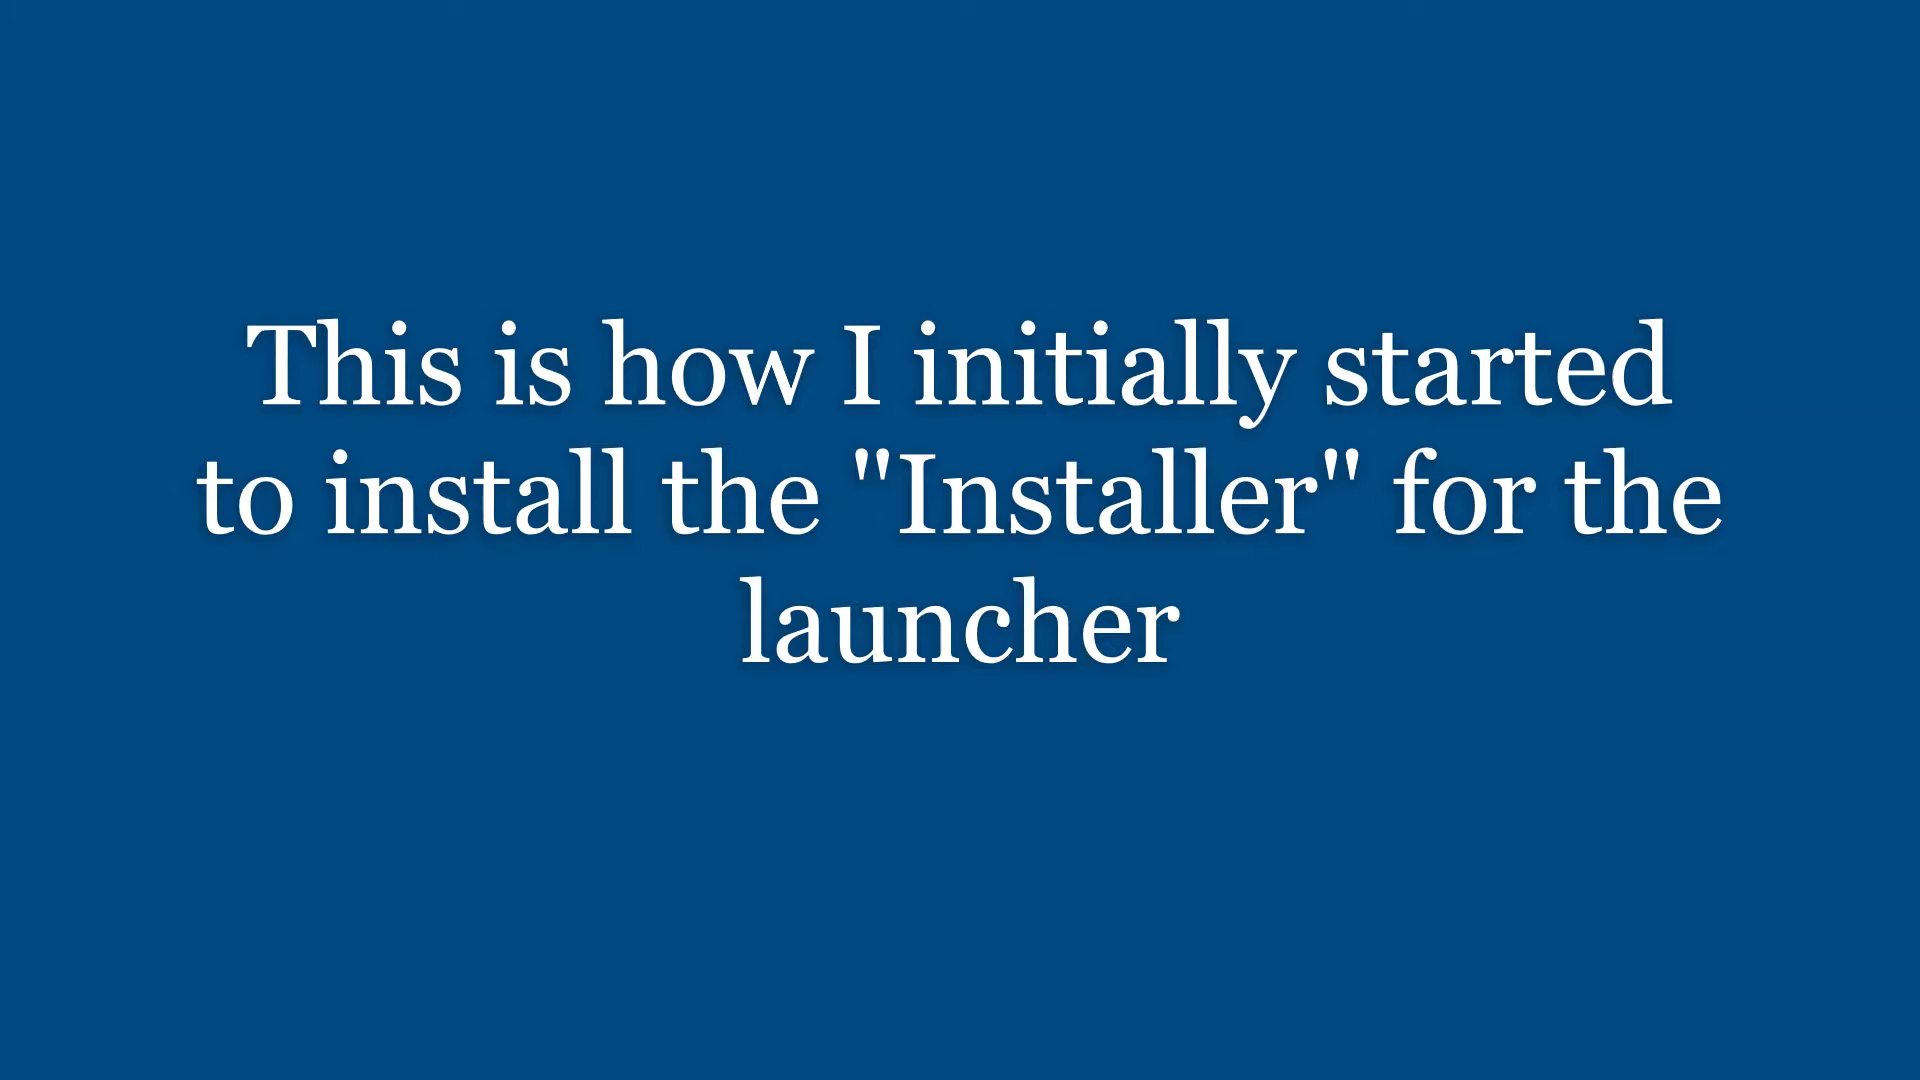 This is how I initially started
to install the "Installer" for the
launcher